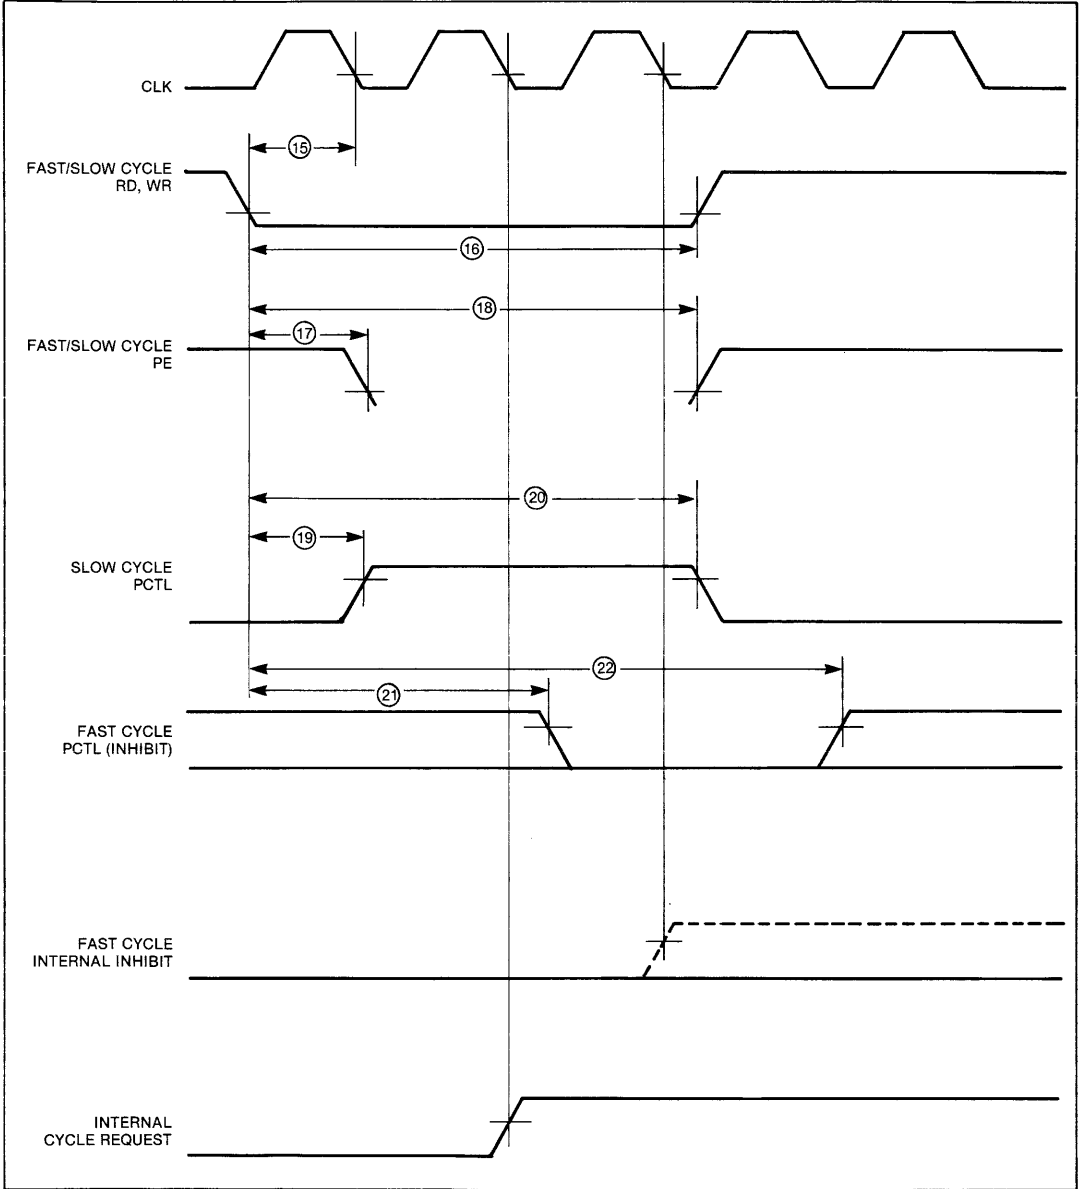 CLK
15
FAST/SLOW CYCLE
RD, WR
16
18
17
FAST/SLOW CYCLE
PE
20
19
SLOW CYCLE
PCTL
22
21
FAST CYCLE
PCTL (INHIBIT)
FAST CYCLE
INTERNAL INHIBIT
INTERNAL
CYCLE REQUEST